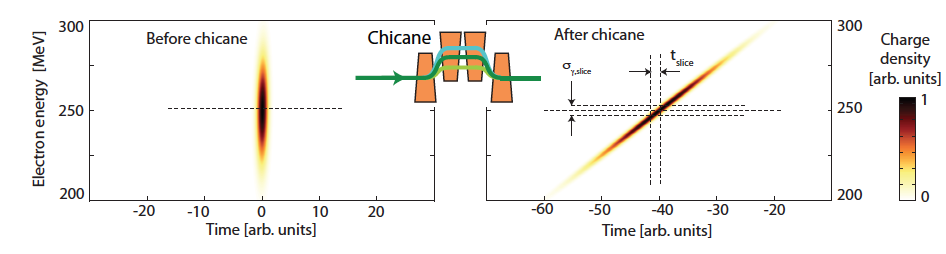 Electron energy [MeV]
300
250
200
Before chicane
-20 -10 0 10 20
Time [arb. units]
Chicane
After chicane
σγ,slice
tslice
-60 -50 -40 -30 -20
Time [arb. units]
300
250
200
Charge
density
[arb. units]
1
0